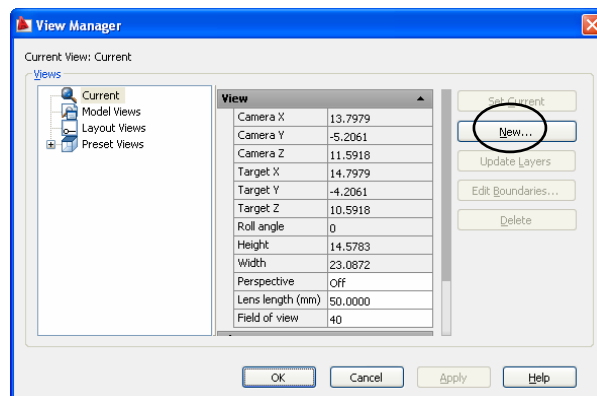 View Manager
Current View: Current
Views
Current
Model Views
Layout Views
Preset Views
View
Camera X 13.7979
Camera Y -5.2061
Camera Z 11.5918
Target X 14.7979
Target Y -4.2061
Target Z 10.5918
Roll angle 0
Height 14.5783
Width 23.0872
Perspective Off
Lens length (mm) 50.0000
Field of view 40
Set Current
New...
Update Layers
Edit Boundaries...
Delete
OK Cancel Apply Help